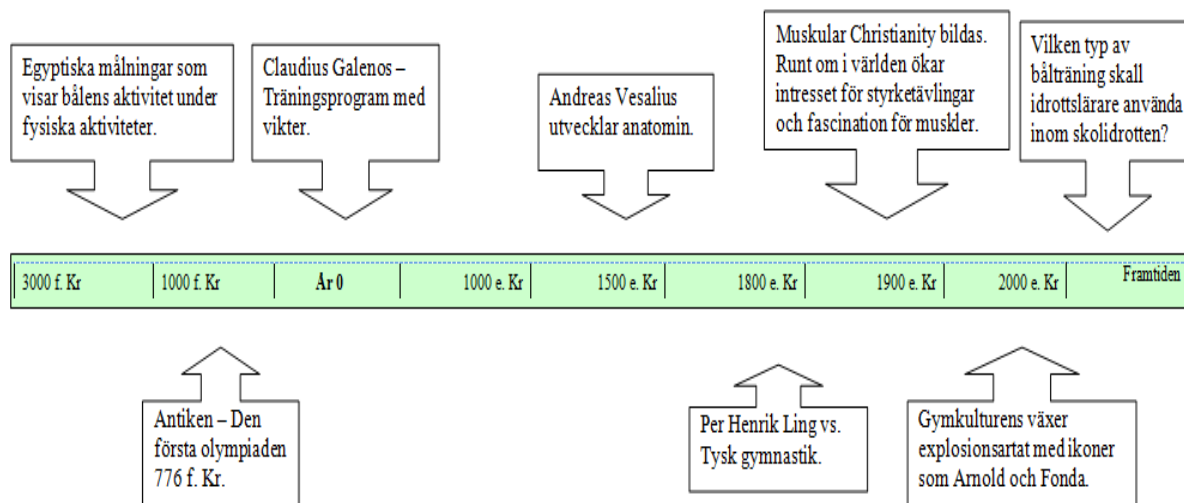 Egyptiska målningar som
visar bålens aktivitet under
fysiska aktiviteter.
Claudius Galenos –
Träningsprogram med
vikter.
Andreas Vesalius
utvecklar anatomin.
Muskular Christianity bildas.
Runt om i världen ökar
intresset för styrketävlingar
och fascination för muskler.
Vilken typ av
bålträning skall
idrottslärare använda
inom skolidrotten?
3000 f. Kr
1000 f. Kr
År 0
1000 e. Kr
1500 e. Kr
1800 e. Kr
1900 e. Kr
2000 e. Kr
Framtiden
Antiken – Den
första olympiaden
776 f. Kr.
Per Henrik Ling vs.
Tysk gymnastik.
Gymkulturens växer
explosionsartat med ikoner
som Arnold och Fonda.